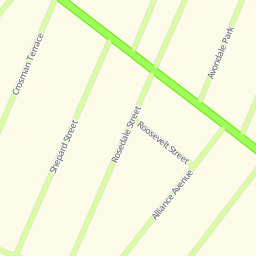 Crosman Terrace
Avondale Park
Shepard Street
Rosedale Street
Roosevelt Street
Alliance Avenue